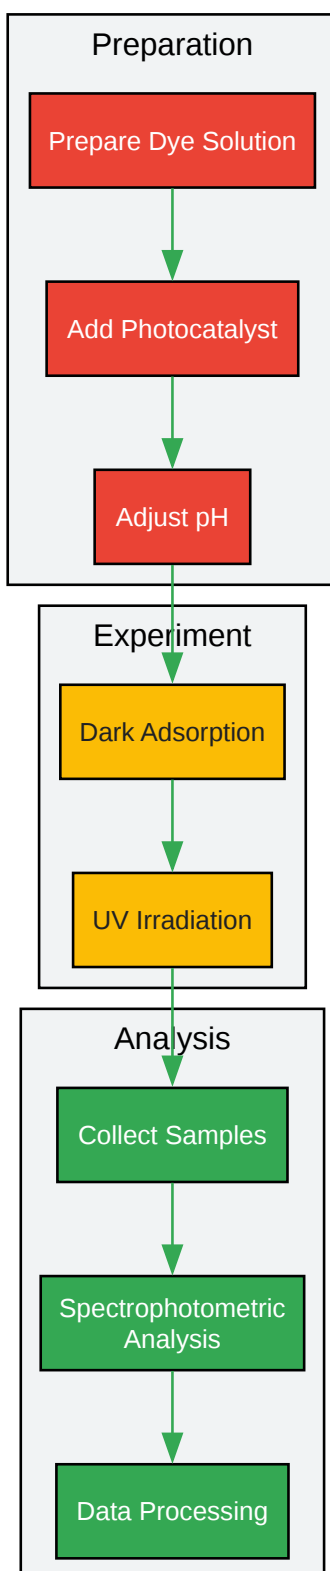 Preparation
Prepare Dye Solution
Add Photocatalyst
Adjust pH
Experiment
Dark Adsorption
UV Irradiation
Analysis
Collect Samples
Spectrophotometric
Analysis
Data Processing